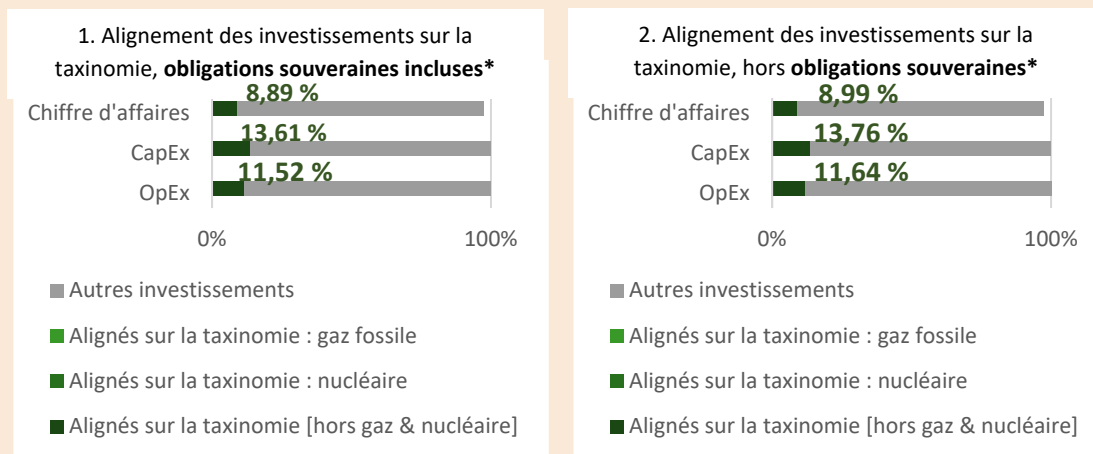 1. Alignement des investissements sur la
taxinomie, obligations souveraines incluses*
8,89 %
Chiffre d'affaires
13,61 %
CapEx
11,52 %
OpEx
0%
100%
Autres investissements
Alignés sur la taxinomie : gaz fossile
Alignés sur la taxinomie : nucléaire
Alignés sur la taxinomie [hors gaz & nucléaire]
2. Alignement des investissements sur la
taxinomie, hors obligations souveraines*
8,99 %
Chiffre d'affaires
13,76 %
CapEx
11,64 %
OpEx
0%
100%
Autres investissements
Alignés sur la taxinomie : gaz fossile
Alignés sur la taxinomie : nucléaire
Alignés sur la taxinomie [hors gaz & nucléaire]